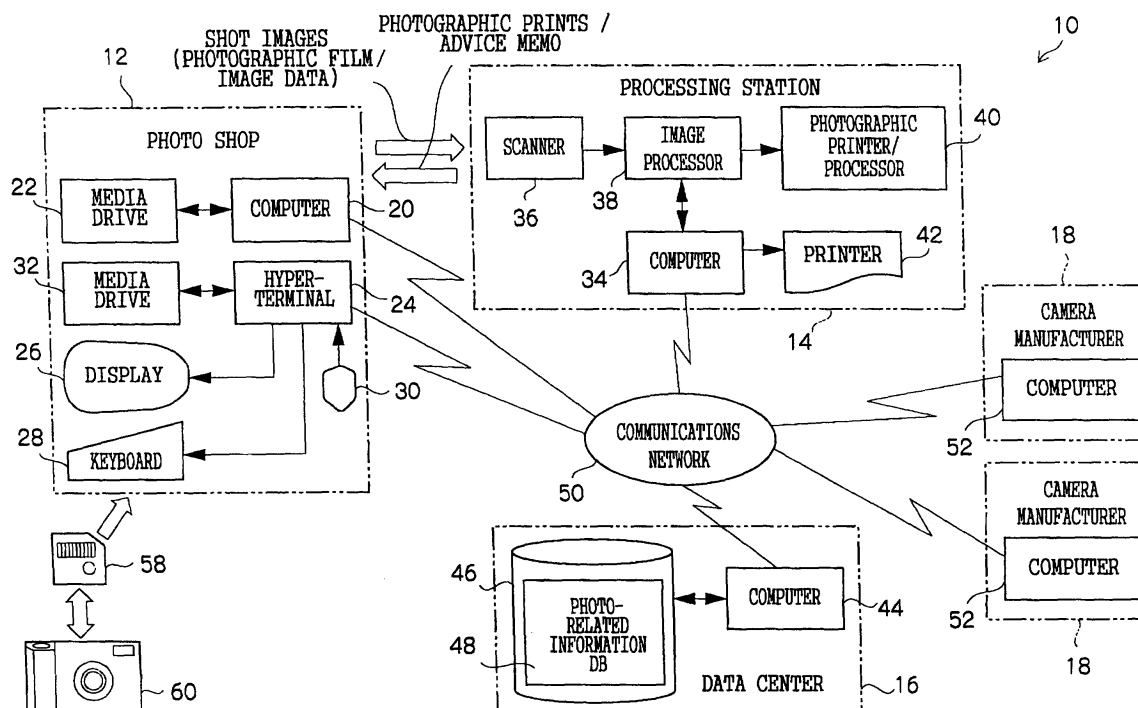 PHOTOGRAPHIC PRINTS /
ADVICE MEMO
SHOT IMAGES
(PHOTOGRAPHIC FILM/
IMAGE DATA)
10
12
PHOTO SHOP
22
MEDIA
DRIVE
COMPUTER
20
32
MEDIA
DRIVE
HYPER-
TERMINAL
24
26
DISPLAY
30
28
KEYBOARD
58
60
PROCESSING STATION
SCANNER
36
IMAGE
PROCESSOR
38
PHOTOGRAPHIC
PRINTER/
PROCESSOR
40
34
COMPUTER
PRINTER
42
14
COMMUNICATIONS
NETWORK
50
18
CAMERA
MANUFACTURER
COMPUTER
52
CAMERA
MANUFACTURER
COMPUTER
52
18
46
PHOTO-
RELATED
INFORMATION
DB
48
COMPUTER
44
DATA CENTER
16